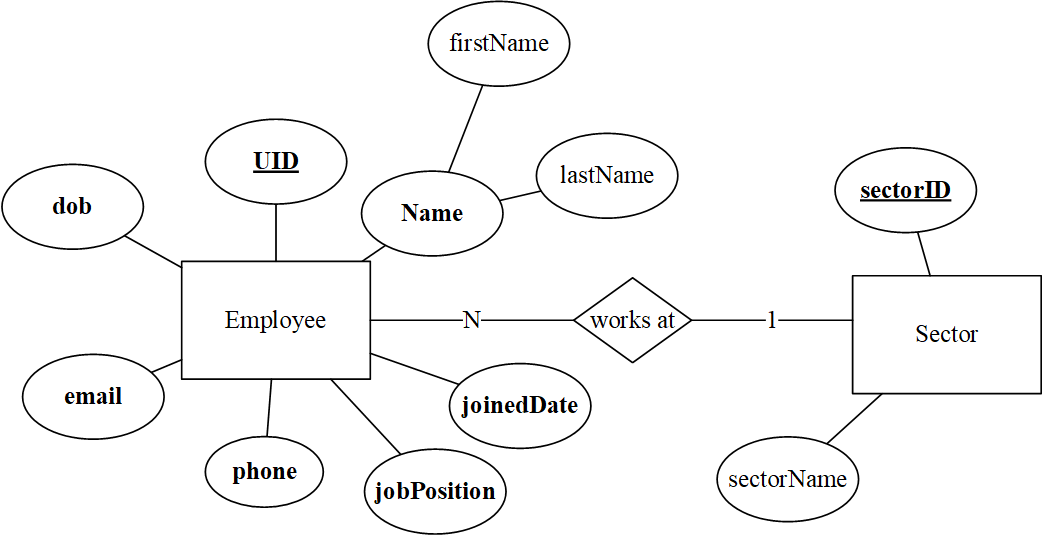 firstName
UID
lastName
dob
Name
sectorID
Employee
N
works at
1
Sector
email
joinedDate
phone
jobPosition
sectorName